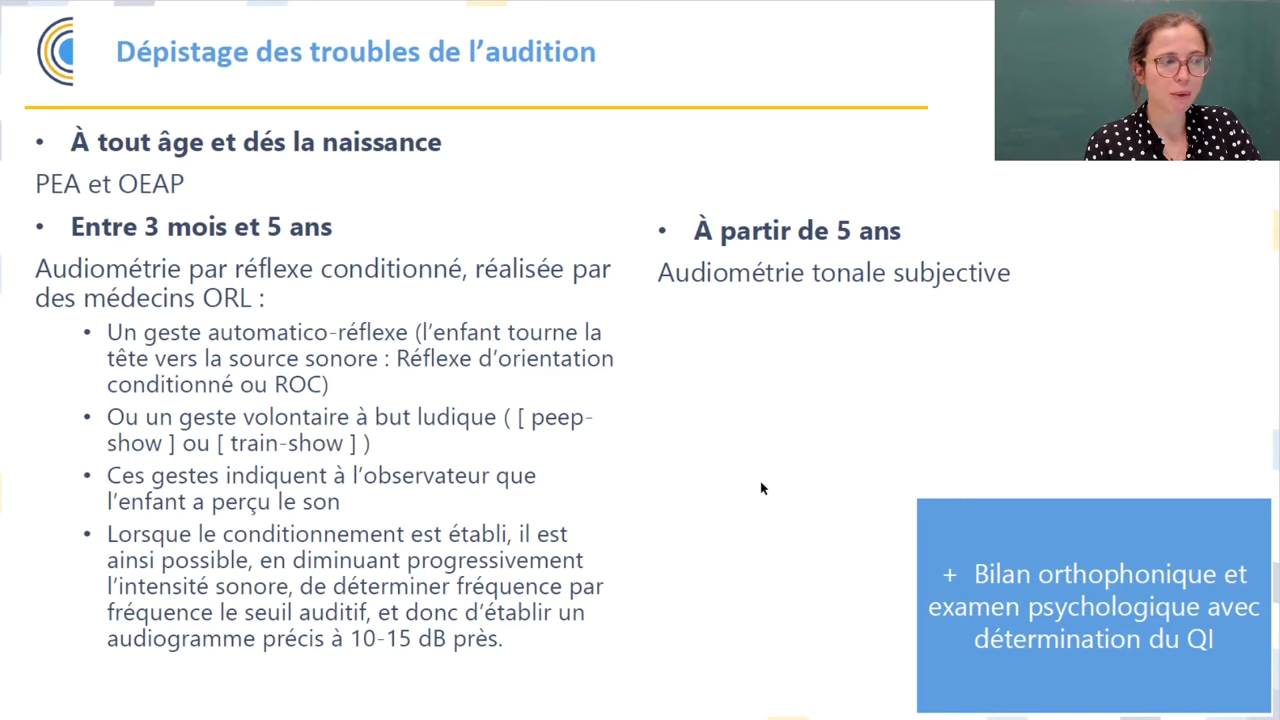 Dépistage des troubles de l’audition
• À tout âge et dés la naissance
PEA et OEAP
• Entre 3 mois et 5 ans
Audiométrie par réflexe conditionné, réalisée par
des médecins ORL :
• Un geste automatico-réflexe (l’enfant tourne la
tête vers la source sonore : Réflexe d’orientation
conditionné ou ROC)
• Ou un geste volontaire à but ludique ( [ peep-
show ] ou [ train-show ] )
• Ces gestes indiquent à l’observateur que
l’enfant a perçu le son
• Lorsque le conditionnement est établi, il est
ainsi possible, en diminuant progressivement
l’intensité sonore, de déterminer fréquence par
fréquence le seuil auditif, et donc d’établir un
audiogramme précis à 10-15 dB près.
• À partir de 5 ans
Audiométrie tonale subjective
+ Bilan orthophonique et
examen psychologique avec
détermination du QI